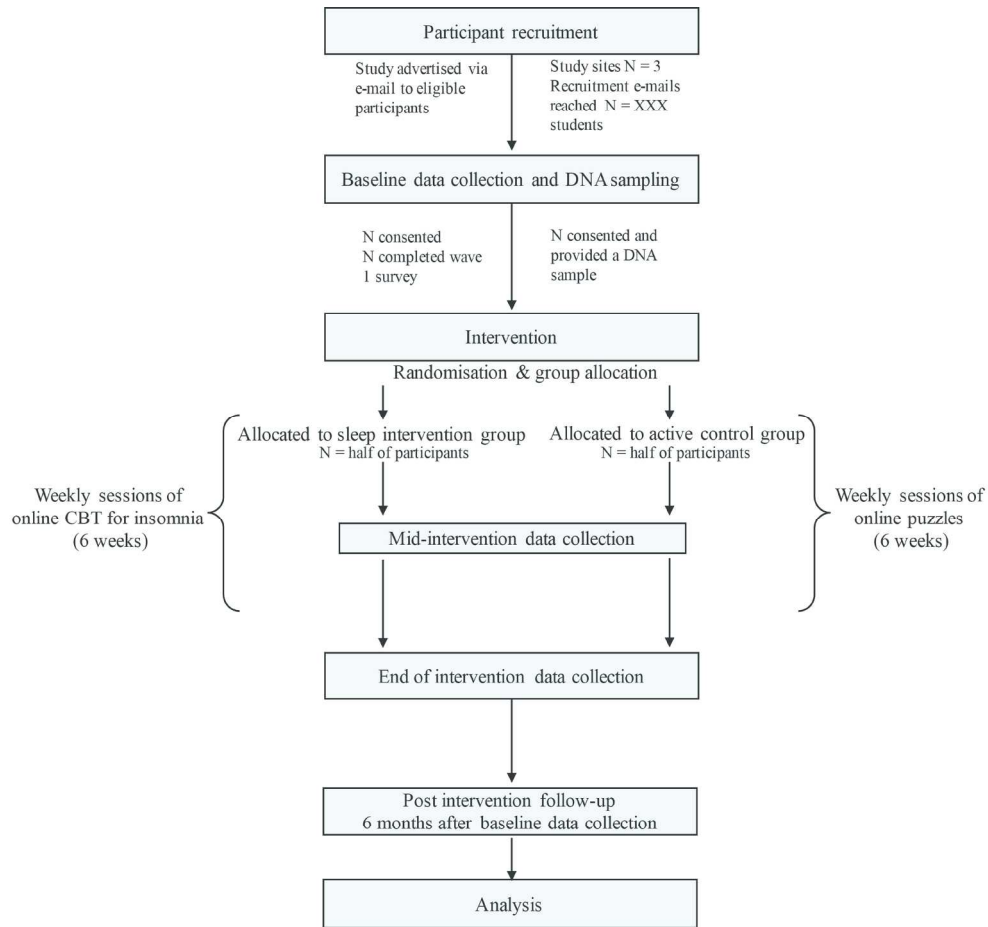 Participant recruitment
Study advertised via
e-mail to eligible
participants
Study sites N = 3
Recruitment e-mails
reached N = XXX
students
Baseline data collection and DNA sampling
N consented
N completed wave
1 survey
N consented and
provided a DNA
sample
Intervention
Randomisation & group allocation
Allocated to sleep intervention group
N = half of participants
Allocated to active control group
N = half of participants
Weekly sessions of
online CBT for insomnia
(6 weeks)
Weekly sessions of
online puzzles
(6 weeks)
Mid-intervention data collection
End of intervention data collection
Post intervention follow-up
6 months after baseline data collection
Analysis